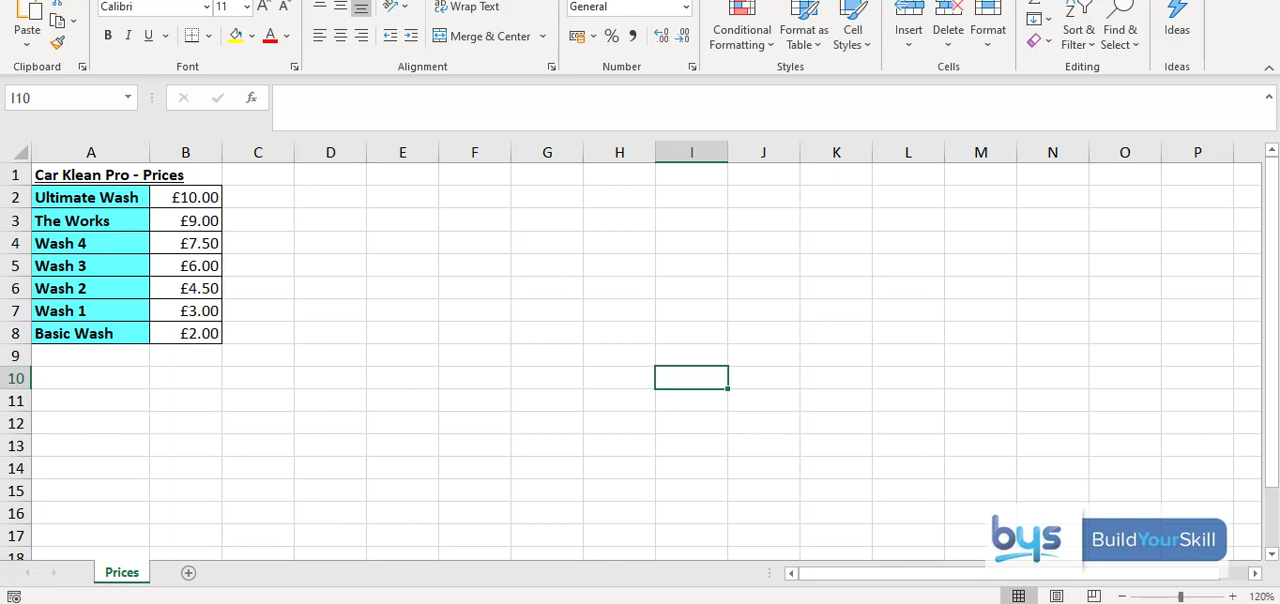 Calibri 11 A A Wrap Text General
Paste B I U Merge & Center % , Conditional Formatting Format as Table Cell Styles Insert Delete Format Sort & Filter Find & Select Ideas
Clipboard Font Alignment Number Styles Cells Editing Ideas
I10 fx
A B C D E F G H I J K L M N O P
1 Car Klean Pro - Prices
2 Ultimate Wash £10.00
3 The Works £9.00
4 Wash 4 £7.50
5 Wash 3 £6.00
6 Wash 2 £4.50
7 Wash 1 £3.00
8 Basic Wash £2.00
9
10
11
12
13
14
15
16
17
18
bys BuildYourSkill
Prices
120%